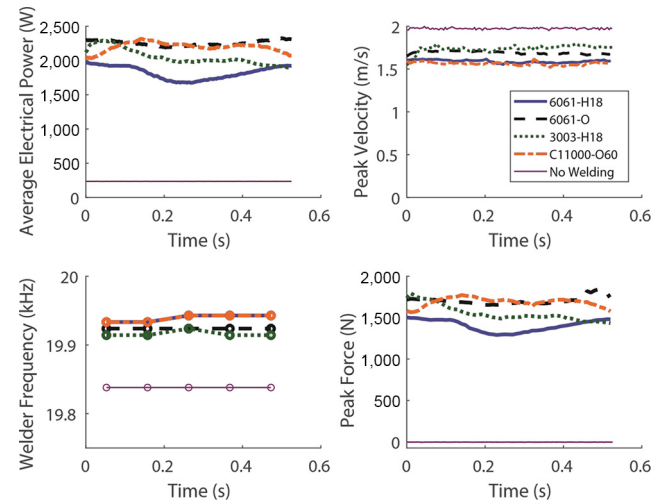 Average Electrical Power (W)
2,500
2,000
1,500
1,000
500
0
0
0.2
0.4
0.6
Time (s)
Peak Velocity (m/s)
2
1.5
1
0.5
0
0
0.2
0.4
0.6
Time (s)
6061-H18
6061-O
3003-H18
C11000-O60
No Welding
Welder Frequency (kHz)
20
19.9
19.8
0
0.2
0.4
0.6
Time (s)
Peak Force (N)
2,000
1,500
1,000
500
0
0
0.2
0.4
0.6
Time (s)